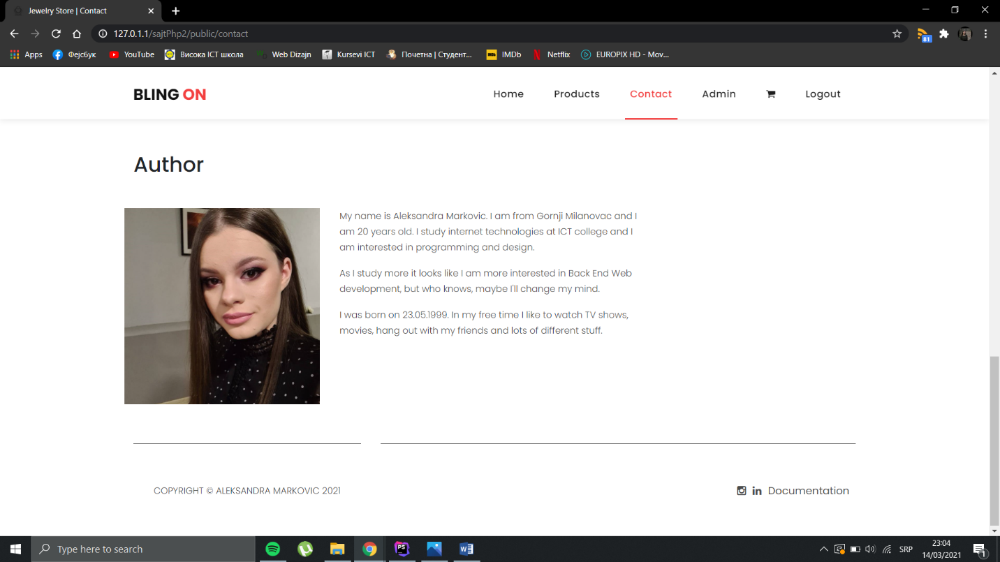 Jewelry Store | Contact
127.0.1.1/sajtPhp2/public/contact
81
Apps Фејсбук YouTube Висока ІСТ школа Web Dizajn Kursevi ICT Почетна | Студент... IMDb Netflix EUROPIX HD - Mov...
BLING ON
Home Products Contact Admin Logout
Author
My name is Aleksandra Markovic. I am from Gornji Milanovac and I
am 20 years old. I study internet technologies at ICT college and I
am interested in programming and design.
As I study more it looks like I am more interested in Back End Web
development, but who knows, maybe I'll change my mind.
I was born on 23.05.1999. In my free time I like to watch TV shows,
movies, hang out with my friends and lots of different stuff.
COPYRIGHT © ALEKSANDRA MARKOVIC 2021
in Documentation
Type here to search
PS
W
SRP
23:04
14/03/2021
1